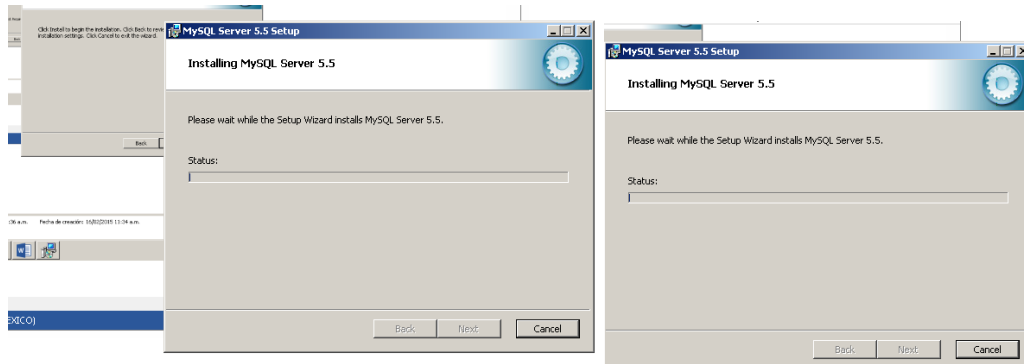 Click Install to begin the installation. Click Back to revie
installation settings. Click Cancel to exit the wizard.
Back
:06 a.m. Fecha de creación: 16/02/2015 11:34 a.m.
EXICO)
MySQL Server 5.5 Setup
Installing MySQL Server 5.5
Please wait while the Setup Wizard installs MySQL Server 5.5.
Status:
Back
Next
Cancel
MySQL Server 5.5 Setup
Installing MySQL Server 5.5
Please wait while the Setup Wizard installs MySQL Server 5.5.
Status:
Back
Next
Cancel